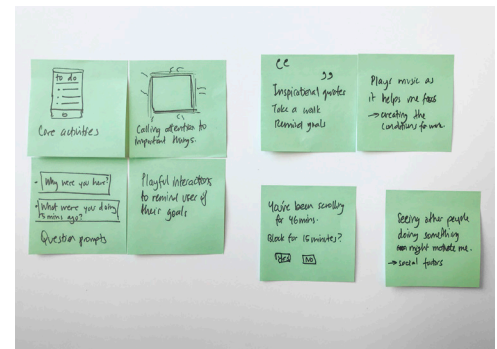 to do
Core activities
Calling attention to
important things.
- Why were you here?
- What were you doing
15 mins ago?
Question prompts
Playful interactions
to remind user of
their goals
Inspirational quotes
Take a walk
Remind goals
Plays music as
it helps me focus
→ creating the
conditions for work.
You've been scrolling
for 46 mins.
Block for 15 minutes?
Yes No
Seeing other people
doing something
might motivate me.
→ social factors